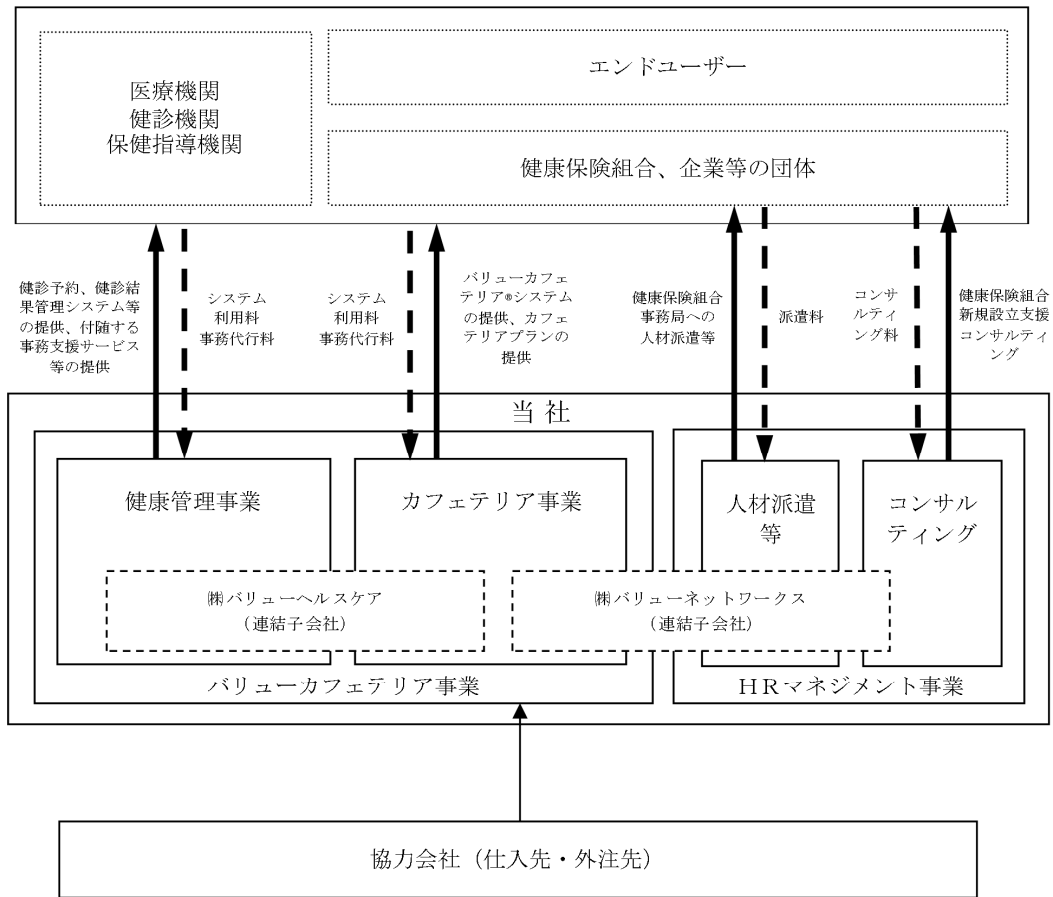 医療機関
健診機関
保健指導機関
エンドユーザー
健康保険組合、企業等の団体
健診予約、健診結
果管理システム等
の提供、付随する
事務支援サービス
等の提供
システム
利用料
事務代行料
システム
利用料
事務代行料
バリューカフェ
テリア®システム
の提供、カフェ
テリアプランの
提供
健康保険組合
事務局への
人材派遣等
派遣料
コンサ
ルティ
ング料
健康保険組合
新規設立支援
コンサルティ
ング
当 社
健康管理事業
カフェテリア事業
人材派遣
等
コンサル
ティング
㈱バリューヘルスケア
（連結子会社）
㈱バリューネットワークス
（連結子会社）
バリューカフェテリア事業
ＨＲマネジメント事業
協力会社（仕入先・外注先）